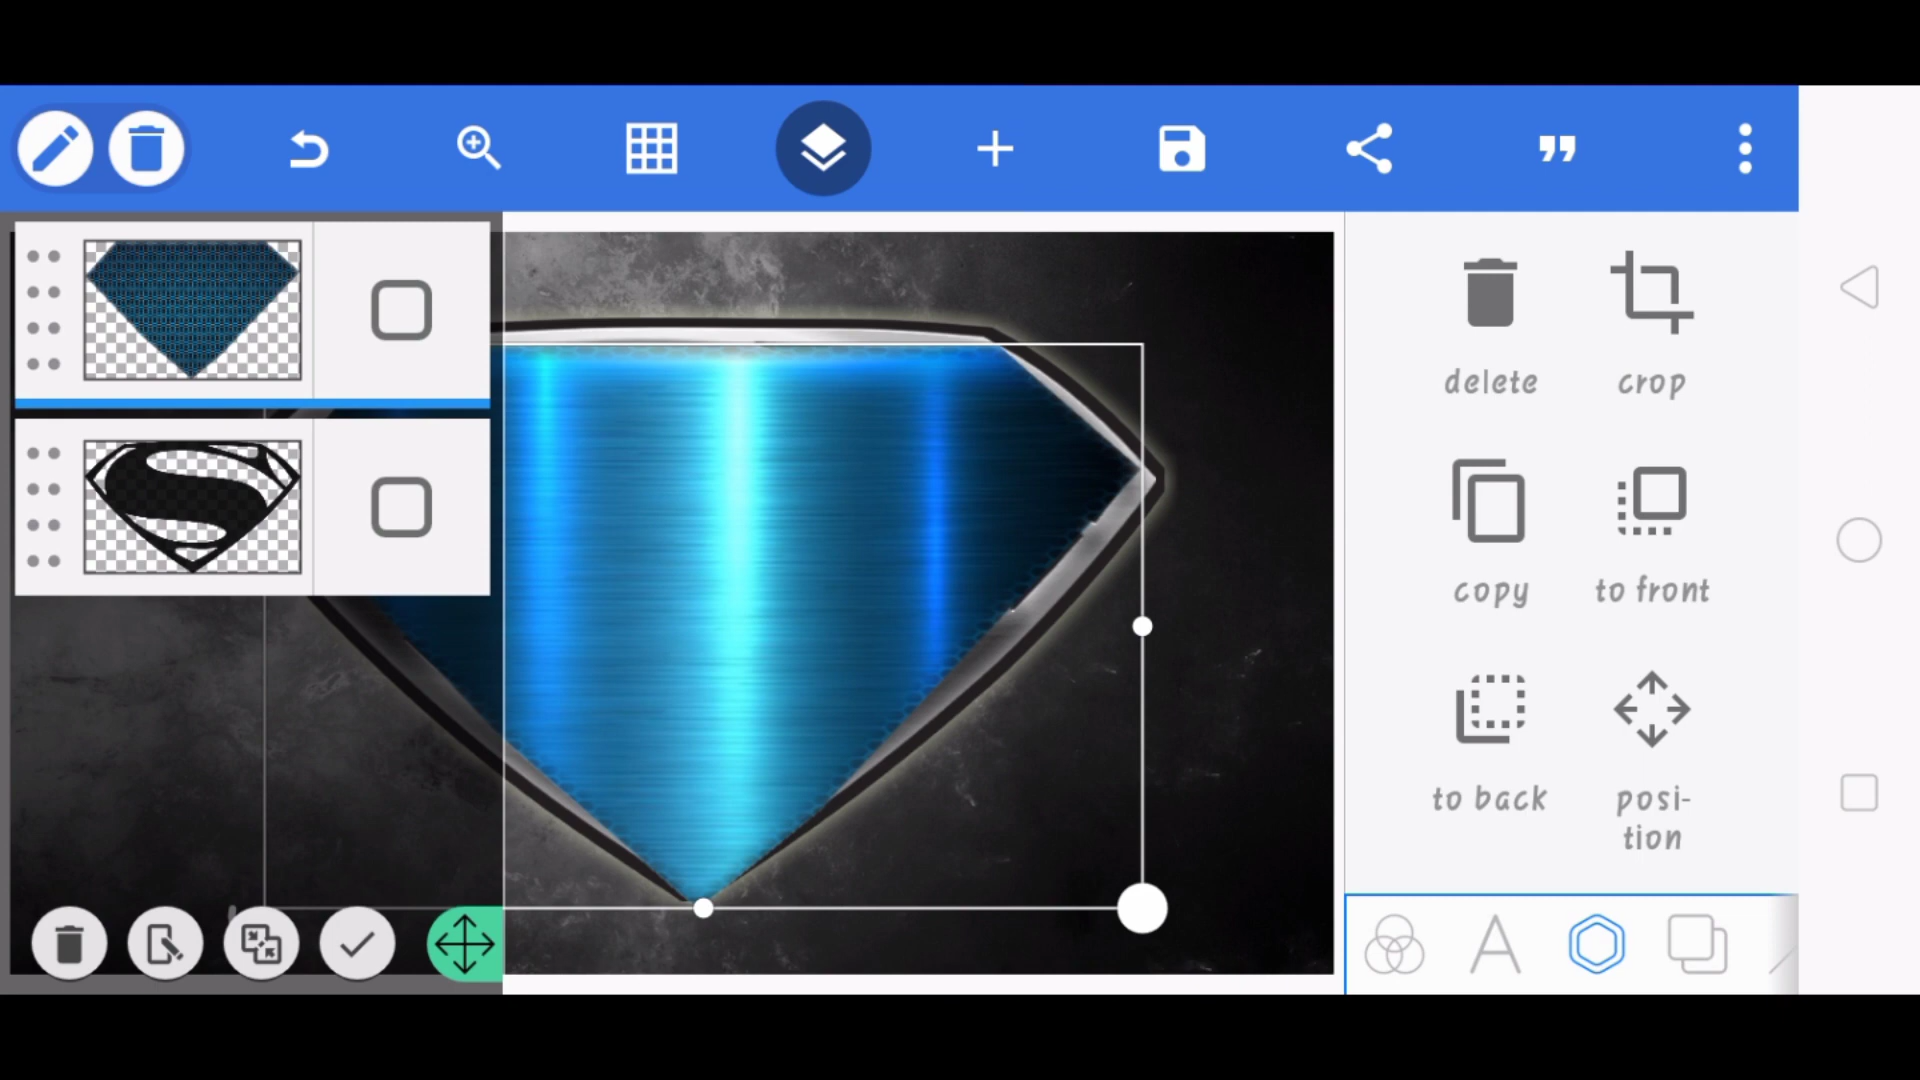 delete
crop
copy
to front
to back
posi-
tion